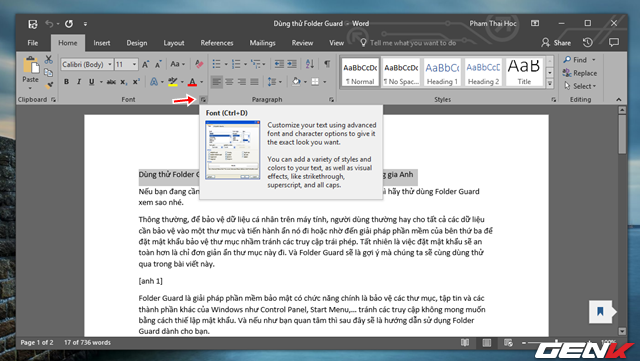 Dùng thử Folder Guard – Word
Pham Thai Hoc
File Home Insert Design Layout References Mailings Review View Tell me what you want to do Share
Calibri (Body) 11
Paste
Clipboard Font Paragraph Styles Editing
AaBbCcDc AaBbCcDc AaBbCc AaBbCcD AaB
¶ Normal ¶ No Spac... Heading 1 Heading 2 Title
Find
Replace
Select
Font (Ctrl+D)
Customize your text using advanced
font and character options to give it
the exact look you want.
You can add a variety of styles and
colors to your text, as well as visual
effects, like strikethrough,
superscript, and all caps.
Dùng thử Folder G gia Anh
Nếu bạn đang cần hãy thử dùng Folder Guard
xem sao nhé.
Thông thường, để bảo vệ dữ liệu cá nhân trên máy tính, người dùng thường hay cho tất cả các dữ liệu
cần bảo vệ vào một thư mục và tiến hành ẩn nó đi hoặc nhờ đến giải pháp phần mềm của bên thứ ba để
đặt mật khẩu bảo vệ thư mục nhằm tránh các truy cập trái phép. Tất nhiên là việc đặt mật khẩu sẽ an
toàn hơn là chỉ đơn giản ẩn thư mục này đi. Và Folder Guard sẽ là gợi ý mà chúng ta sẽ cùng dùng thử
qua trong bài viết này.
[anh 1]
Folder Guard là giải pháp phần mềm bảo mật có chức năng chính là bảo vệ các thư mục, tập tin và các
thành phần khác của Windows như Control Panel, Start Menu,... tránh các truy cập không mong muốn
bằng cách thiết lập mật khẩu. Và nếu như bạn quan tâm thì sau đây sẽ là hướng dẫn sử dụng Folder
Guard dành cho bạn.
Page 1 of 2 17 of 736 words 100%
GENK